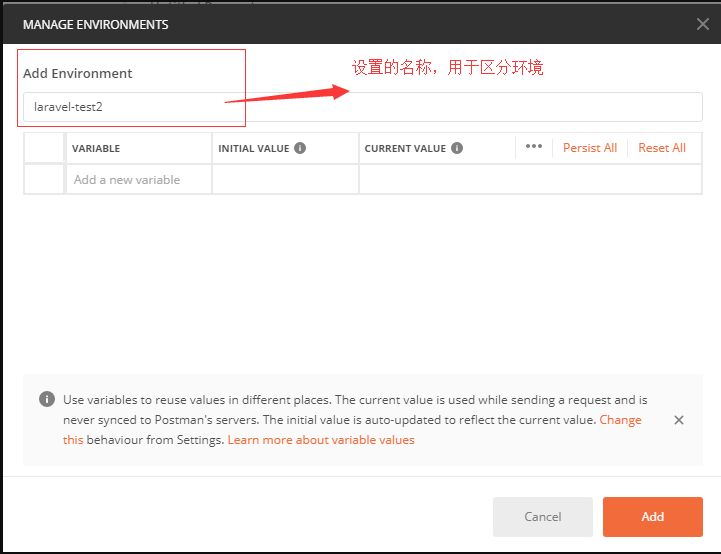 MANAGE ENVIRONMENTS
Add Environment
设置的名称，用于区分环境
laravel-test2
VARIABLE INITIAL VALUE CURRENT VALUE ••• Persist All Reset All
Add a new variable
Use variables to reuse values in different places. The current value is used while sending a request and is
never synced to Postman's servers. The initial value is auto-updated to reflect the current value. Change
this behaviour from Settings. Learn more about variable values
Cancel Add